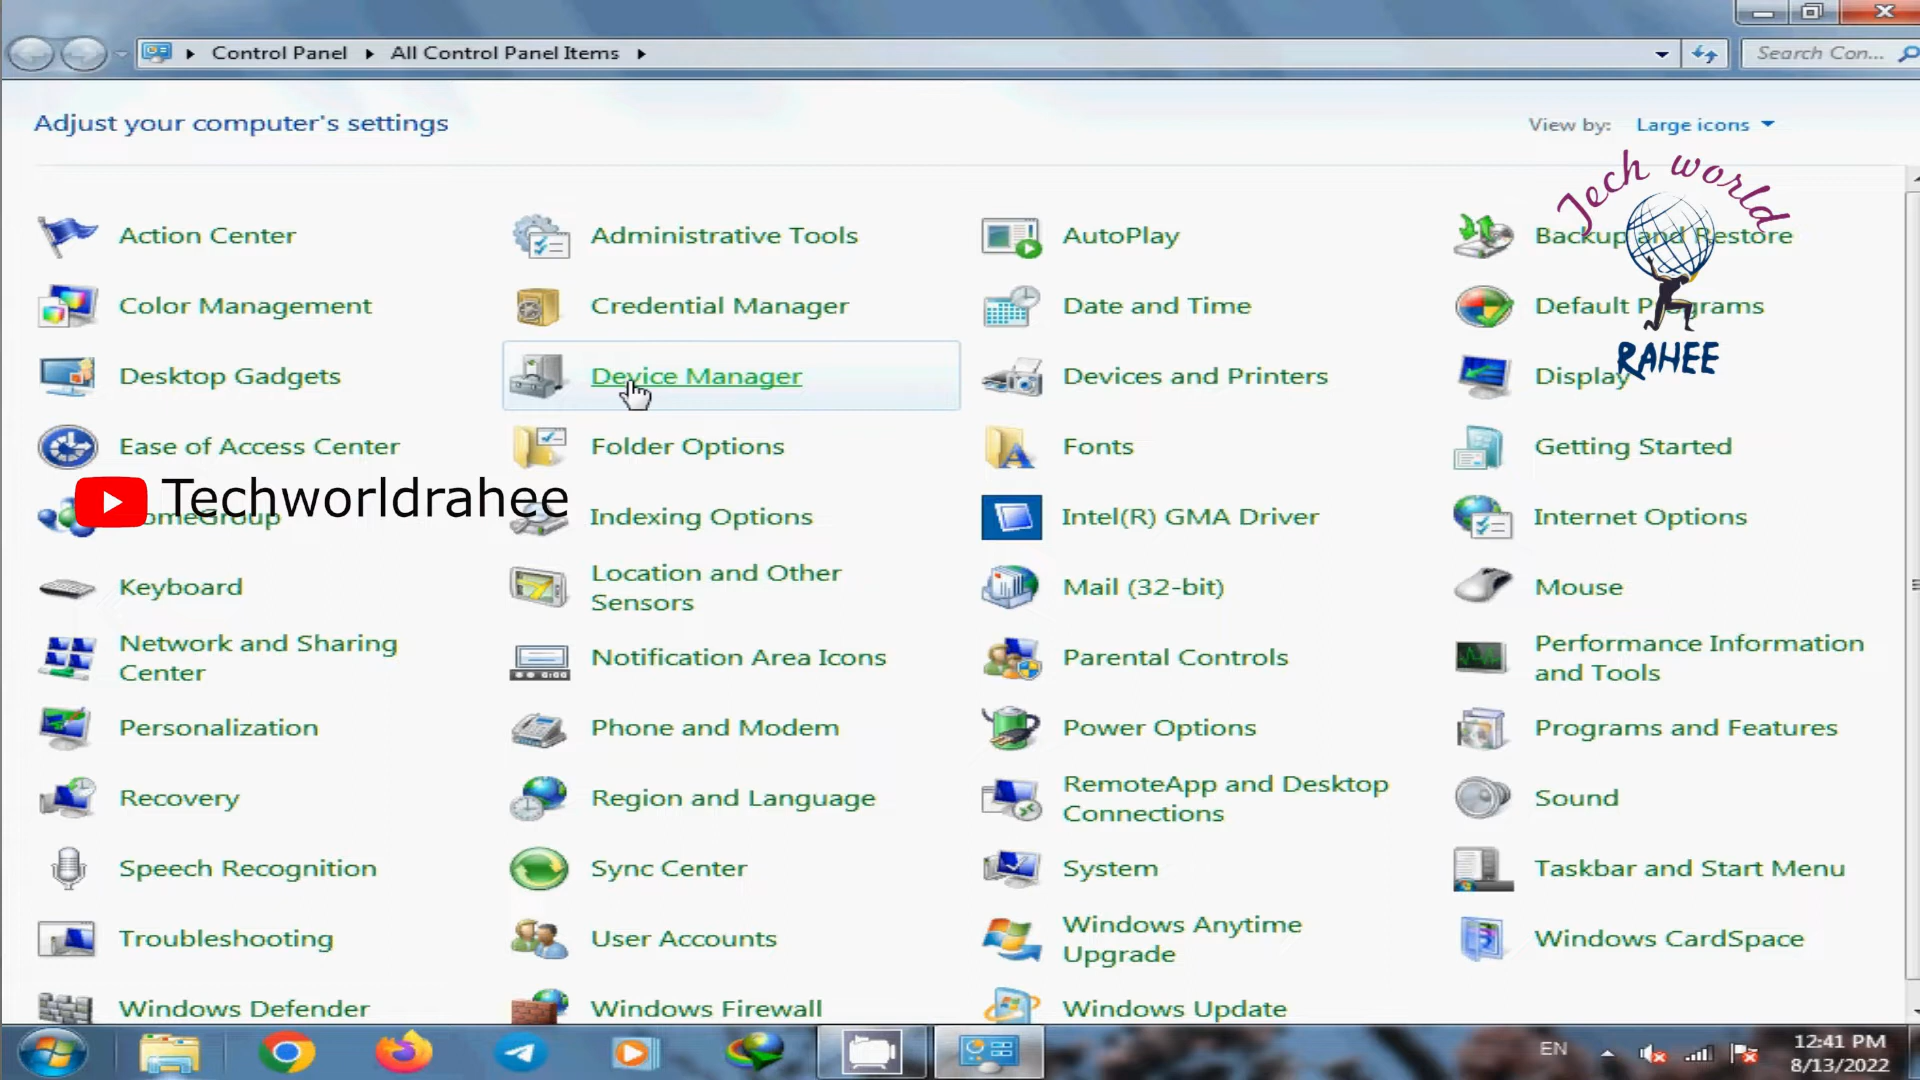 Control Panel
All Control Panel Items
Search Con...
Adjust your computer's settings
View by: Large icons
Tech world
RAHEE
Action Center
Administrative Tools
AutoPlay
Backup and Restore
Color Management
Credential Manager
Date and Time
Default Programs
Desktop Gadgets
Device Manager
Devices and Printers
Display
Ease of Access Center
Folder Options
Fonts
Getting Started
Techworldrahee
HomeGroup
Indexing Options
Intel(R) GMA Driver
Internet Options
Keyboard
Location and Other
Sensors
Mail (32-bit)
Mouse
Network and Sharing
Center
Notification Area Icons
Parental Controls
Performance Information
and Tools
Personalization
Phone and Modem
Power Options
Programs and Features
Recovery
Region and Language
RemoteApp and Desktop
Connections
Sound
Speech Recognition
Sync Center
System
Taskbar and Start Menu
Troubleshooting
User Accounts
Windows Anytime
Upgrade
Windows CardSpace
Windows Defender
Windows Firewall
Windows Update
EN
12:41 PM
8/13/2022